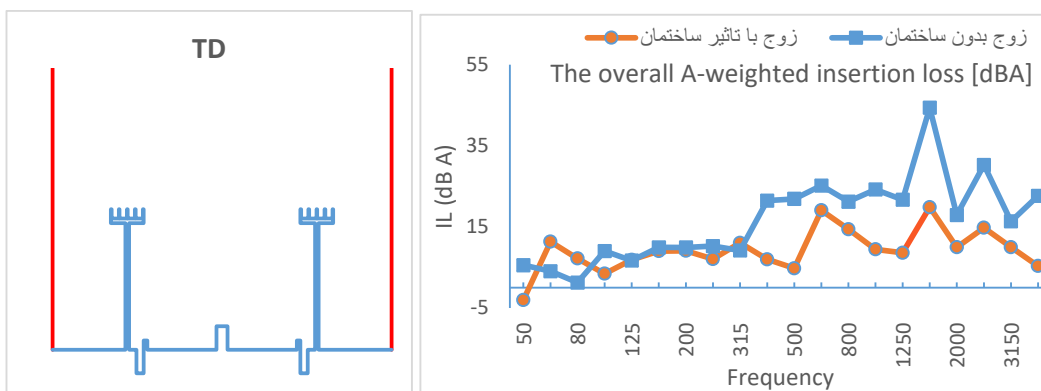 TD
زوج با تاثیر ساختمان
زوج بدون ساختمان
The overall A-weighted insertion loss [dBA]
IL (dB A)
55
35
15
-5
50
80
125
200
315
500
800
1250
2000
3150
Frequency